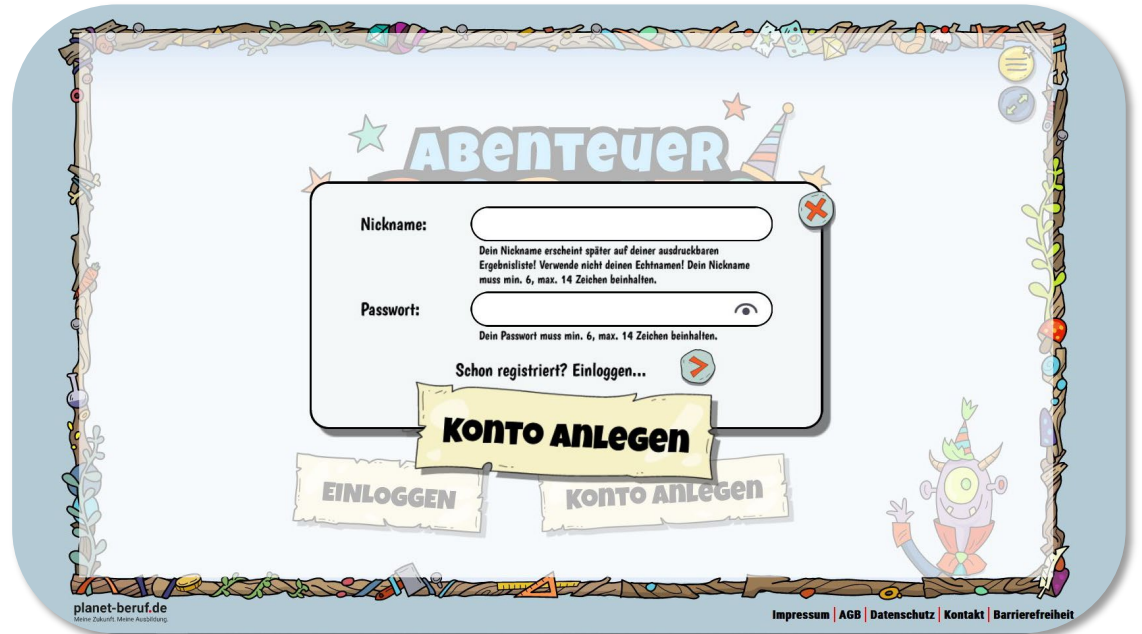 ABENTEUER
Nickname:
Dein Nickname erscheint später auf deiner ausdruckbaren
Ergebnisliste! Verwende nicht deinen Echtnamen! Dein Nickname
muss min. 6, max. 14 Zeichen beinhalten.
Passwort:
Dein Passwort muss min. 6, max. 14 Zeichen beinhalten.
Schon registriert? Einloggen...
KONTO ANLEGEN
EINLOGGEN
KONTO ANLEGEN
planet-beruf.de
Meine Zukunft. Meine Ausbildung.
Impressum | AGB | Datenschutz | Kontakt | Barrierefreiheit